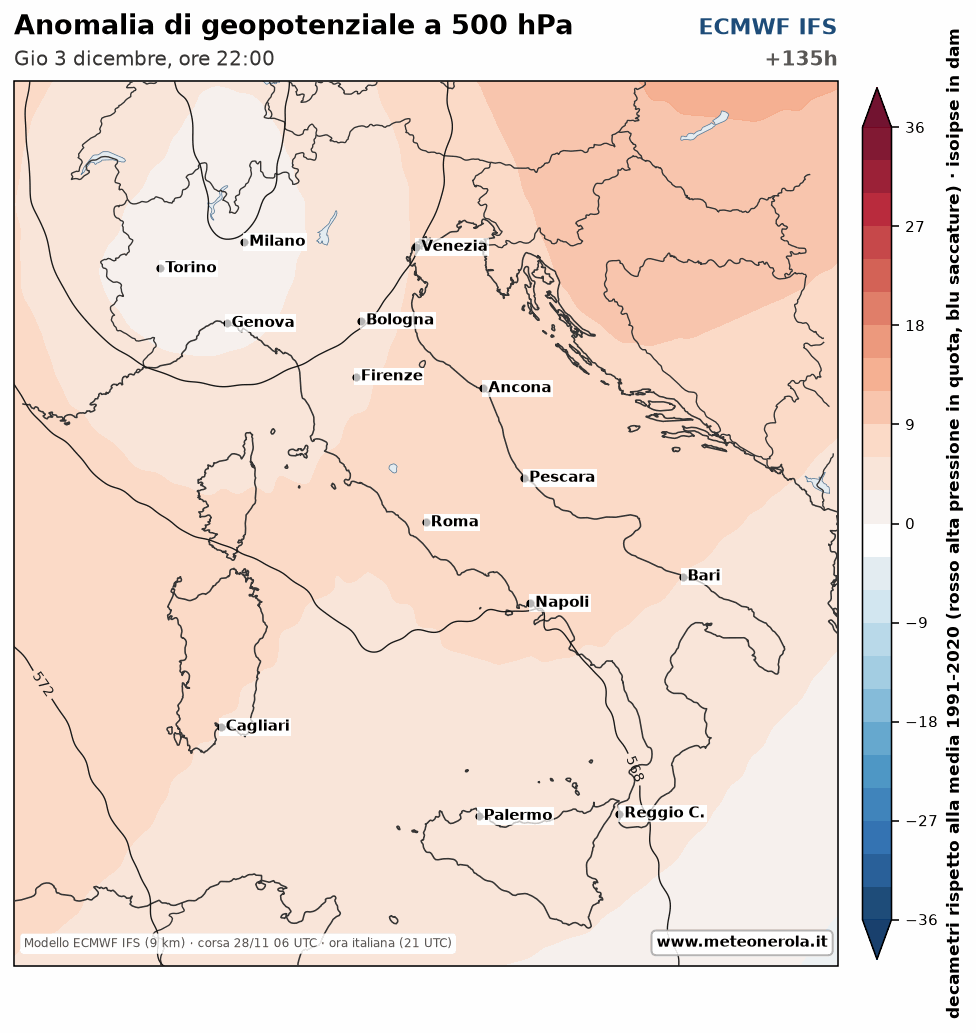 Anomalia di geopotenziale a 500 hPa
ECMWF IFS
Gio 3 dicembre, ore 22:00
+135h
Milano
Venezia
Torino
Genova
Bologna
Firenze
Ancona
Pescara
Roma
Bari
Napoli
572
Cagliari
568
Palermo
Reggio C.
Modello ECMWF IFS (9 km) · corsa 28/11 06 UTC · ora italiana (21 UTC)
www.meteonerola.it
36
27
18
9
0
−9
−18
−27
−36
decametri rispetto alla media 1991-2020 (rosso alta pressione in quota, blu saccature) · isoipse in dam